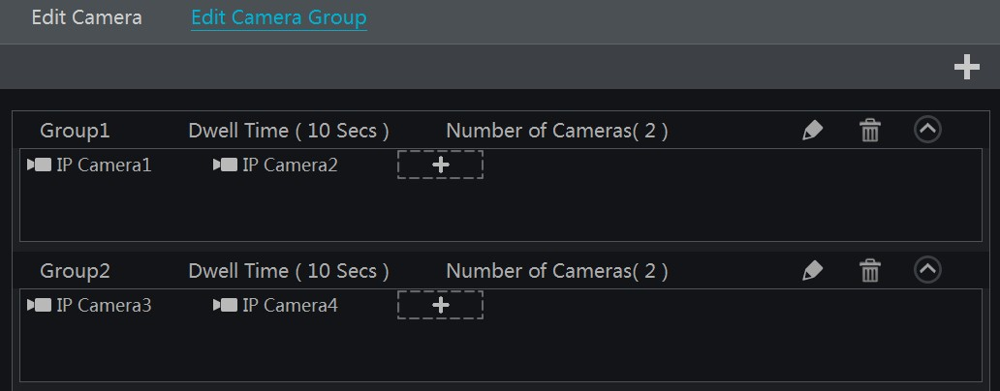 Edit Camera Edit Camera Group
Group1 Dwell Time ( 10 Secs ) Number of Cameras( 2 )
IP Camera1 IP Camera2
Group2 Dwell Time ( 10 Secs ) Number of Cameras( 2 )
IP Camera3 IP Camera4